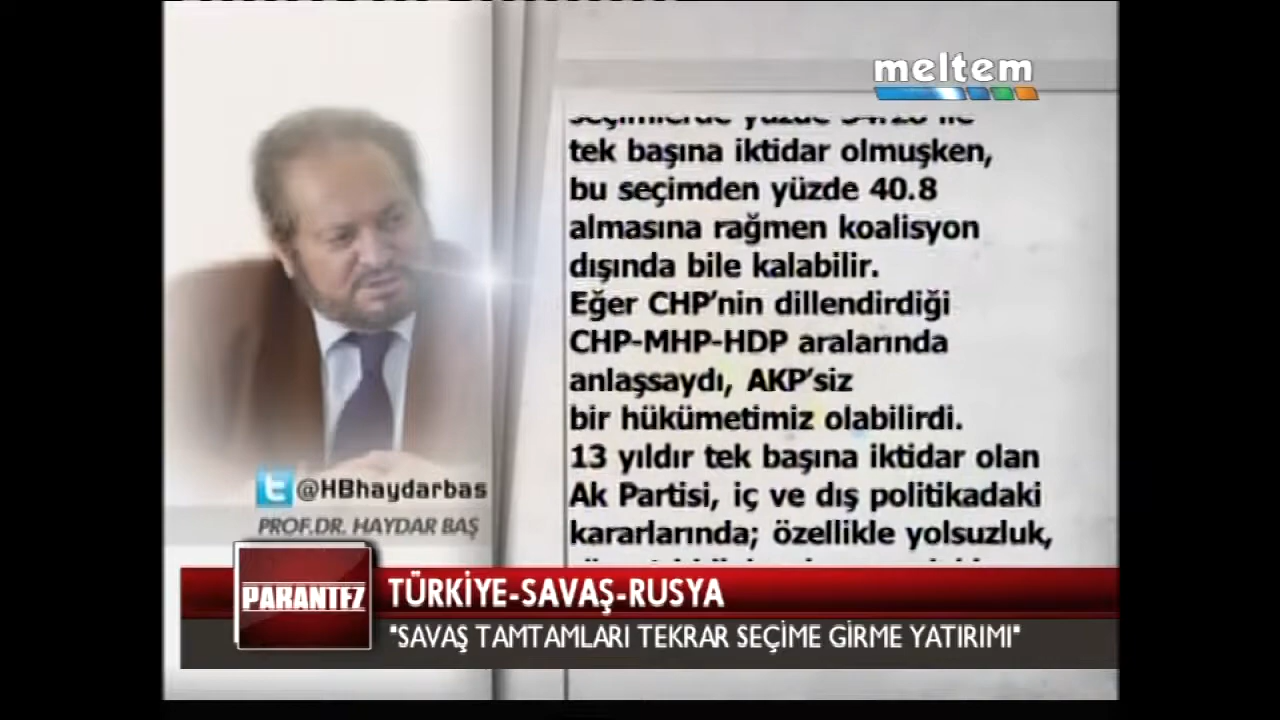 meltem
seçimlerde yüzde
tek başına iktidar olmuşken,
bu seçimden yüzde 40.8
almasına rağmen koalisyon
dışında bile kalabilir.
Eğer CHP'nin dillendirdiği
CHP-MHP-HDP aralarında
anlaşsaydı, AKP'siz
bir hükümetimiz olabilirdi.
13 yıldır tek başına iktidar olan
Ak Partisi, iç ve dış politikadaki
kararlarında; özellikle yolsuzluk,
@HBhaydarbas
PROF.DR. HAYDAR BAŞ
PARANTEZ
TÜRKİYE-SAVAŞ-RUSYA
"SAVAŞ TAMTAMLARI TEKRAR SEÇİME GİRME YATIRIMI"